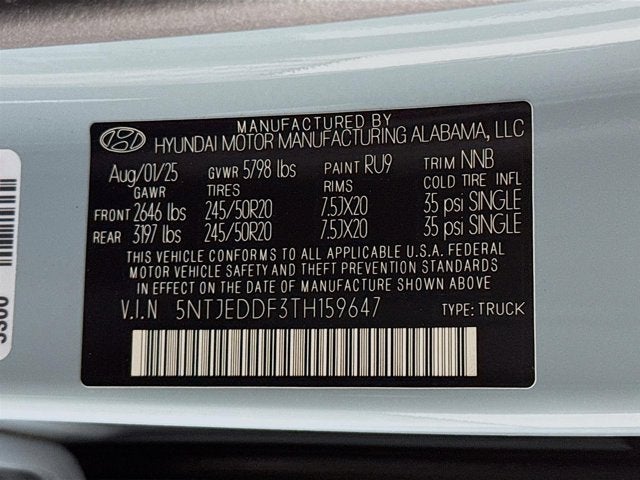 MANUFACTURED BY
HYUNDAI MOTOR MANUFACTURING ALABAMA, LLC
Aug/01/25 GVWR 5798 lbs PAINT RU9 TRIM NNB
GAWR TIRES RIMS COLD TIRE INFL
FRONT 2646 lbs 245/50R20 7.5JX20 35 psi SINGLE
REAR 3197 lbs 245/50R20 7.5JX20 35 psi SINGLE
THIS VEHICLE CONFORMS TO ALL APPLICABLE U.S.A. FEDERAL
MOTOR VEHICLE SAFETY AND THEFT PREVENTION STANDARDS
IN EFFECT ON THE DATE OF MANUFACTURE SHOWN ABOVE
V.I.N 5NTJEDDF3TH159647 TYPE: TRUCK